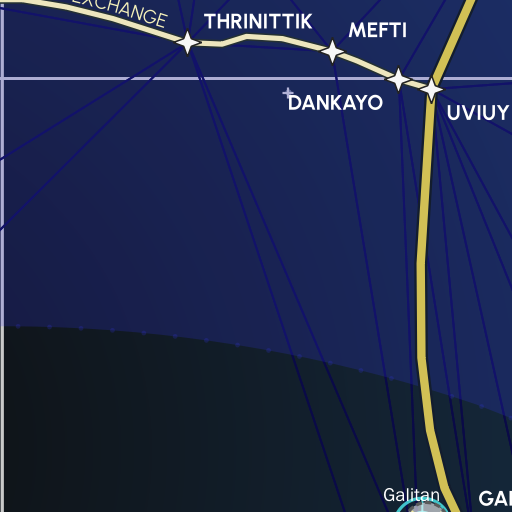 EXCHANGE
THRINITTIK
MEFTI
DANKAYO
UVIUY
Galitan